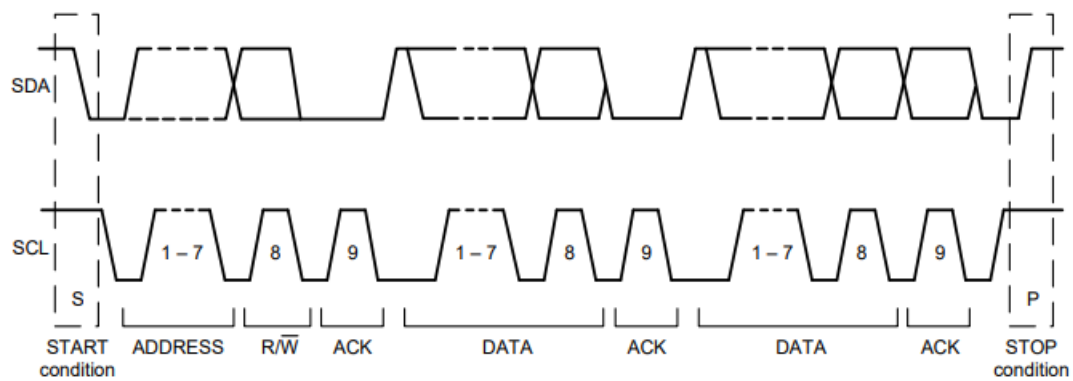 SDA
SCL
1 – 7 8 9 1 – 7 8 9 1 – 7 8 9
S P
START ADDRESS R/W̅ ACK DATA ACK DATA ACK STOP
condition condition